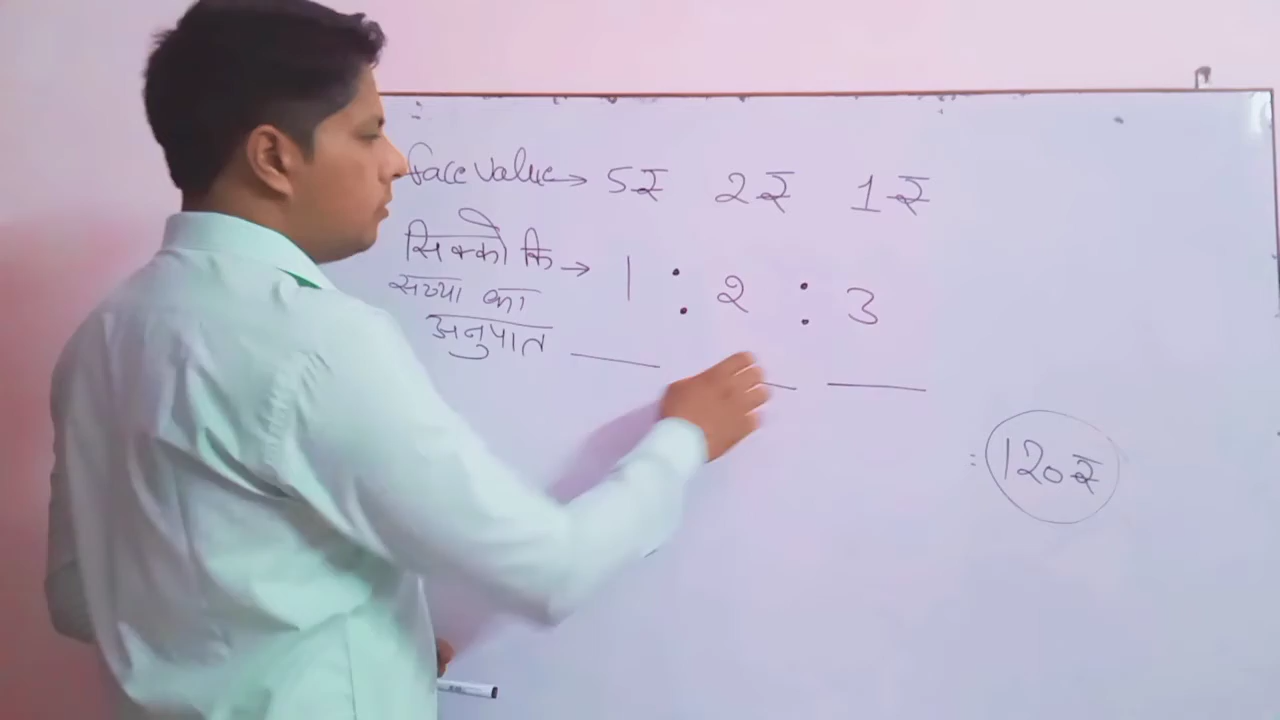 face value → 5₹ 2₹ 1₹
सिक्को कि → 1 : 2 : 3
संख्या का
अनुपात
= 120₹